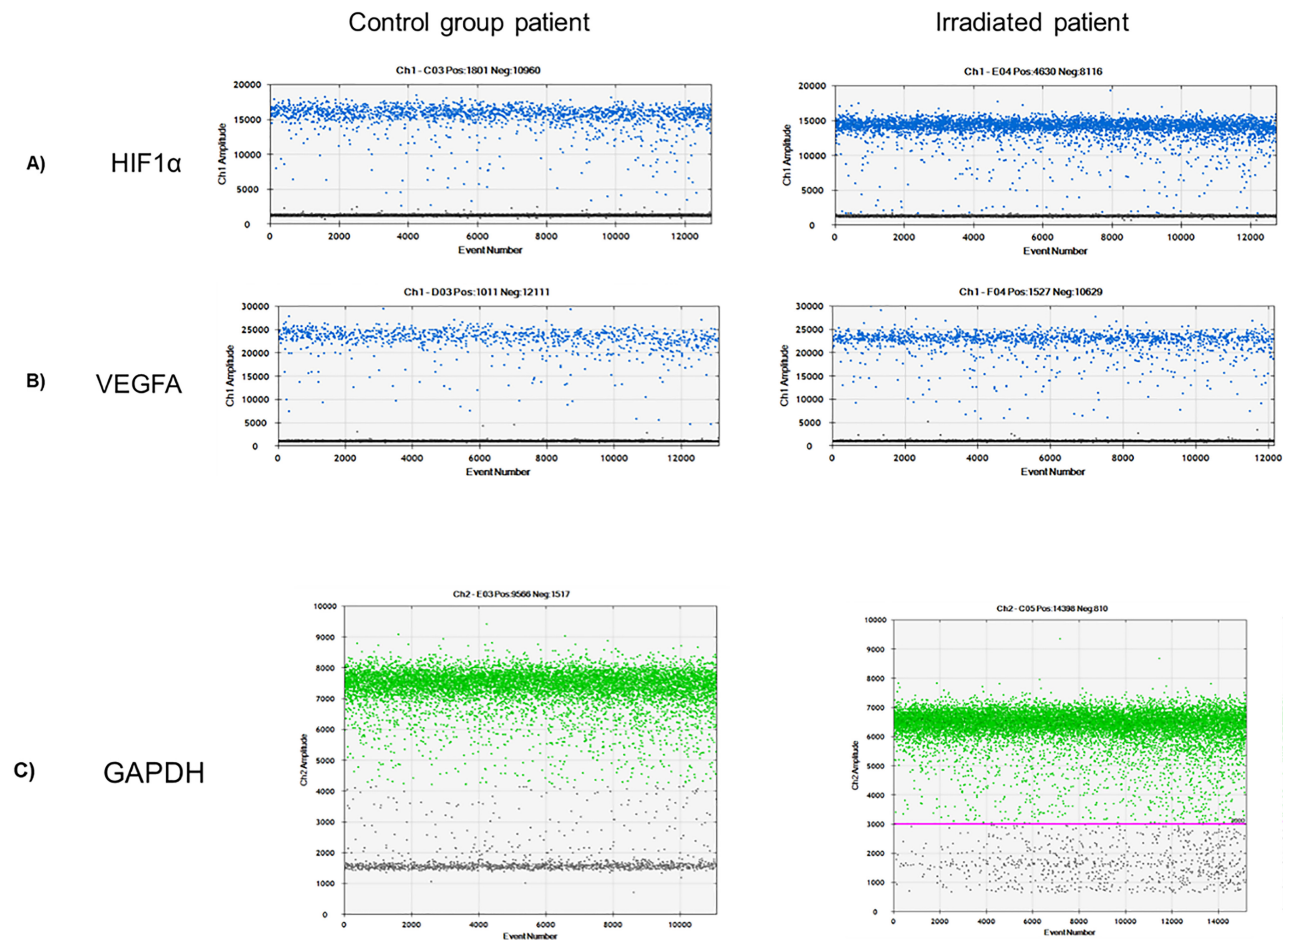 Control group patient
Irradiated patient
A)
HIF1α
Ch1 - C03 Pos:1801 Neg:10960
Ch1 Amplitude
20000
15000
10000
5000
0
0 2000 4000 6000 8000 10000 12000
Event Number
Ch1 - E04 Pos:4630 Neg:8116
Ch1 Amplitude
20000
15000
10000
5000
0
0 2000 4000 6000 8000 10000 12000
Event Number
B)
VEGFA
Ch1 - D03 Pos:1011 Neg:12111
Ch1 Amplitude
30000
25000
20000
15000
10000
5000
0
0 2000 4000 6000 8000 10000 12000
Event Number
Ch1 - F04 Pos:1527 Neg:10629
Ch1 Amplitude
30000
25000
20000
15000
10000
5000
0
0 2000 4000 6000 8000 10000 12000
Event Number
C)
GAPDH
Ch2 - E03 Pos:9566 Neg:1517
Ch2 Amplitude
10000
9000
8000
7000
6000
5000
4000
3000
2000
1000
0
0 2000 4000 6000 8000 10000
Event Number
Ch2 - C05 Pos:14398 Neg:810
Ch2 Amplitude
10000
9000
8000
7000
6000
5000
4000
3000
2000
1000
0
0 2000 4000 6000 8000 10000 12000 14000
Event Number